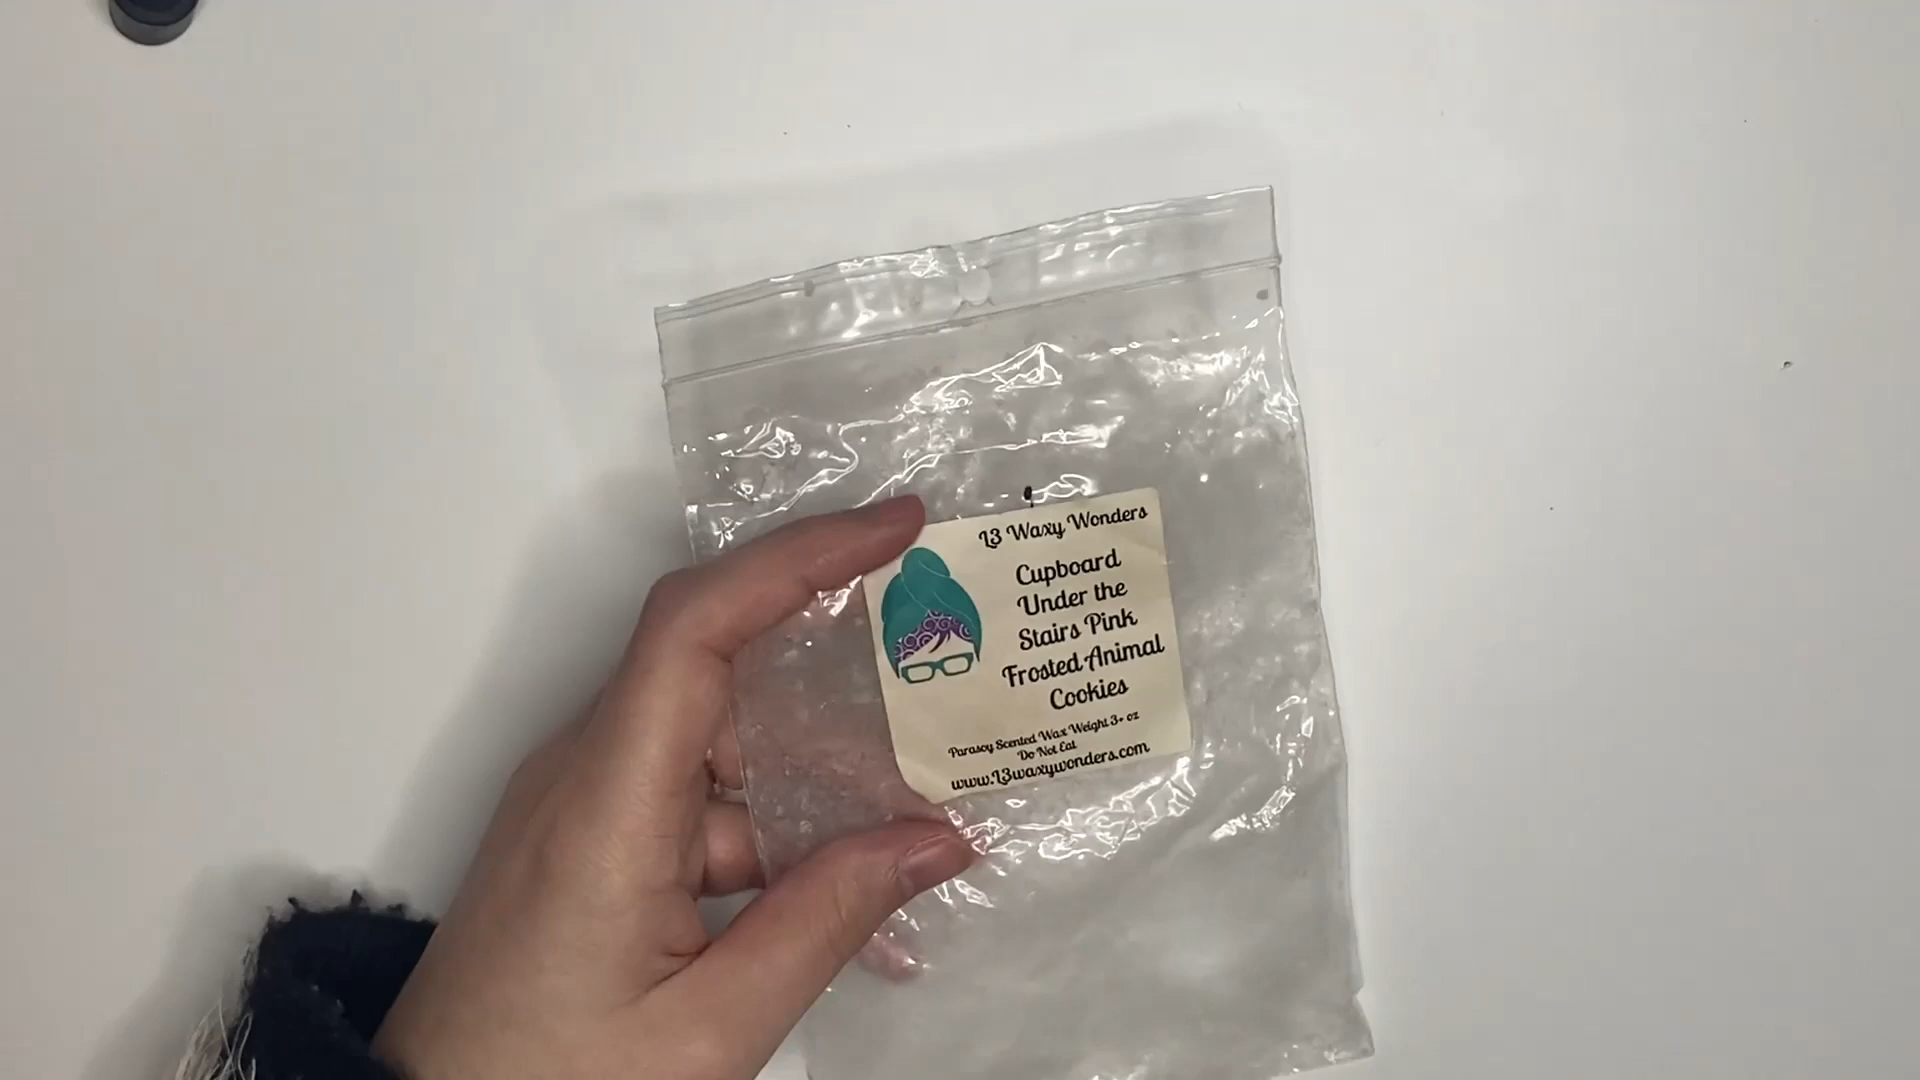 L3 Waxy Wonders
Cupboard
Under the
Stairs Pink
Frosted Animal
Cookies
Parasoy Scented Wax Weight 3+ oz
Do Not Eat
www.L3waxywonders.com